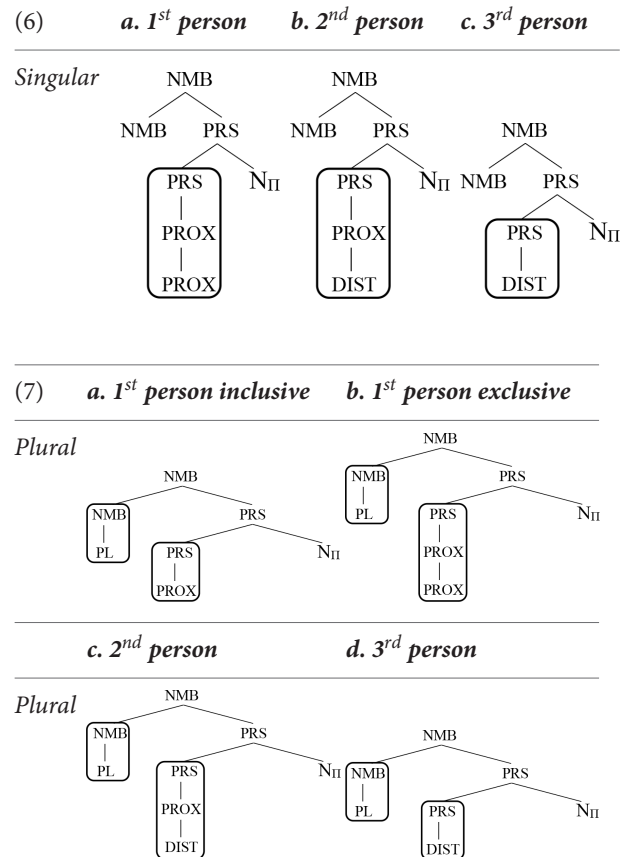 (6) a. 1st person b. 2nd person c. 3rd person
Singular
NMB NMB
NMB PRS NMB PRS NMB
PRS NΠ PRS NΠ NMB PRS
PROX PROX PRS NΠ
PROX DIST DIST
(7) a. 1st person inclusive b. 1st person exclusive
Plural
NMB
NMB NMB PRS
NMB PRS PL PRS NΠ
PL PRS NΠ PROX
PROX PROX
c. 2nd person d. 3rd person
Plural
NMB
NMB PRS NMB
PL PRS NΠ NMB PRS
PROX PL PRS NΠ
DIST DIST